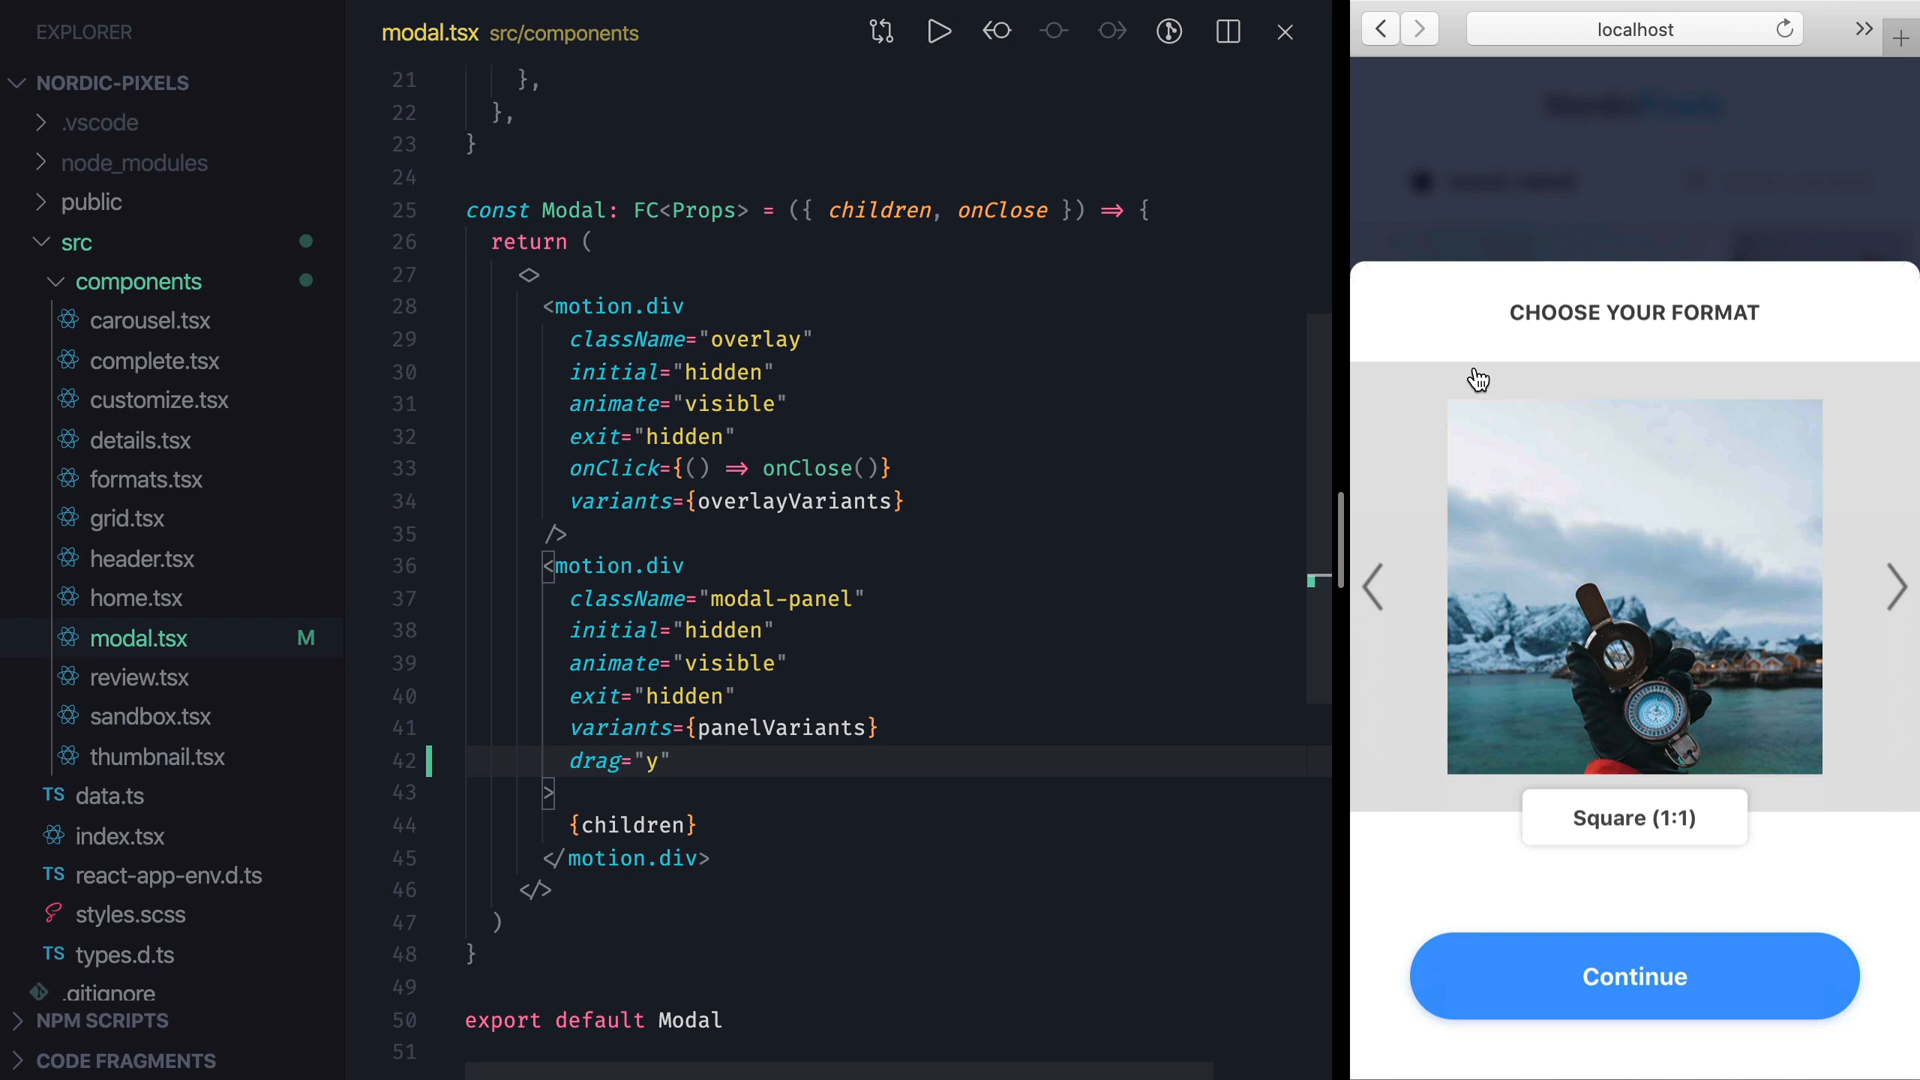 EXPLORER
NORDIC-PIXELS
.vscode
node_modules
public
src
components
carousel.tsx
complete.tsx
customize.tsx
details.tsx
formats.tsx
grid.tsx
header.tsx
home.tsx
modal.tsx M
review.tsx
sandbox.tsx
thumbnail.tsx
TS data.ts
index.tsx
TS react-app-env.d.ts
styles.scss
TS types.d.ts
.gitignore
NPM SCRIPTS
CODE FRAGMENTS
modal.tsx src/components
21 },
22 },
23 }
24
25 const Modal: FC<Props> = ({ children, onClose }) => {
26 return (
27 <>
28 <motion.div
29 className="overlay"
30 initial="hidden"
31 animate="visible"
32 exit="hidden"
33 onClick={() => onClose()}
34 variants={overlayVariants}
35 />
36 <motion.div
37 className="modal-panel"
38 initial="hidden"
39 animate="visible"
40 exit="hidden"
41 variants={panelVariants}
42 drag="y"
43 >
44 {children}
45 </motion.div>
46 </>
47 )
48 }
49
50 export default Modal
51
localhost
CHOOSE YOUR FORMAT
Square (1:1)
Continue